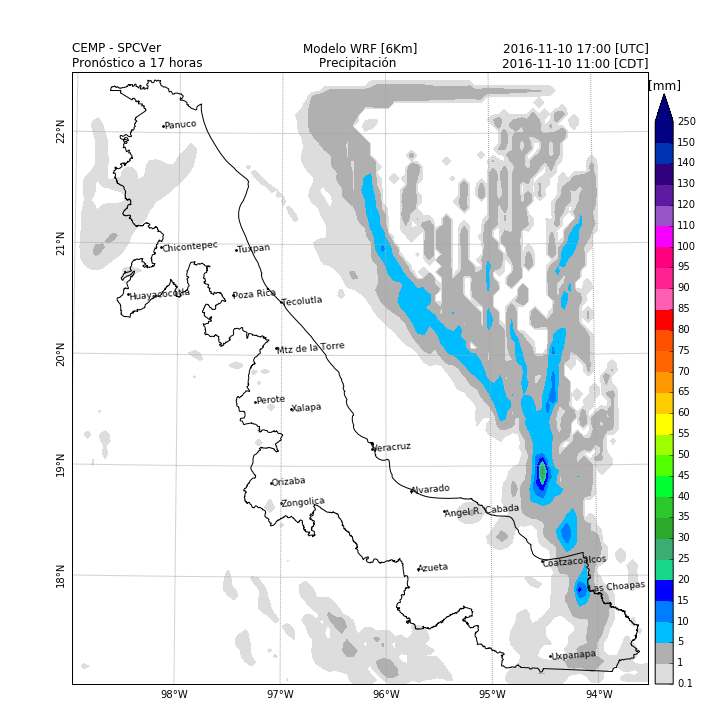 CEMP - SPCVer
Modelo WRF [6Km]
2016-11-10 17:00 [UTC]
Pronóstico a 17 horas
Precipitación
2016-11-10 11:00 [CDT]
[mm]
250
150
140
130
120
110
100
95
90
85
80
75
70
65
60
55
50
45
40
35
30
25
20
15
10
5
1
0.1
22°N
21°N
20°N
19°N
18°N
98°W
97°W
96°W
95°W
94°W
Panuco
Chicontepec
Tuxpan
Huayacocotla
Poza Rica
Tecolutla
Mtz de la Torre
Perote
Xalapa
Veracruz
Orizaba
Zongolica
Alvarado
Angel R. Cabada
Azueta
Coatzacoalcos
Las Choapas
Uxpanapa